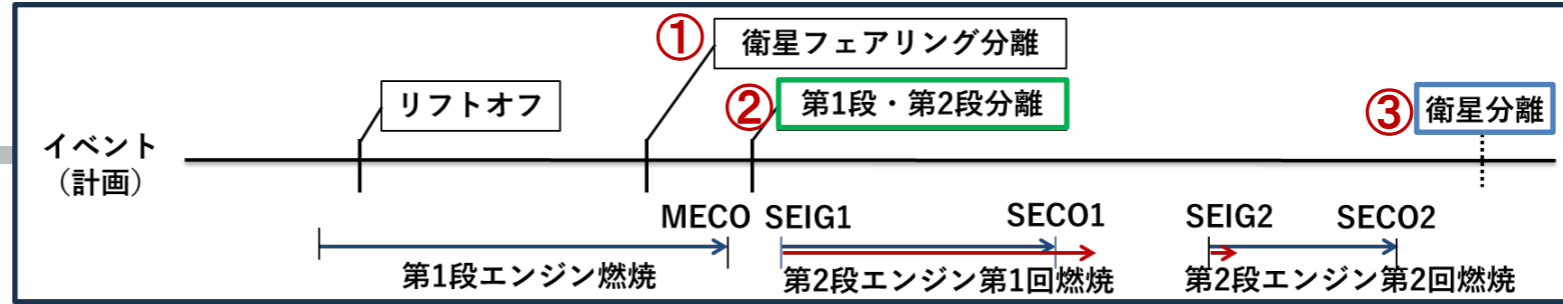 ① 衛星フェアリング分離
リフトオフ
② 第1段・第2段分離
③ 衛星分離
イベント
（計画）
MECO SEIG1 SECO1 SEIG2 SECO2
第1段エンジン燃焼
第2段エンジン第1回燃焼
第2段エンジン第2回燃焼